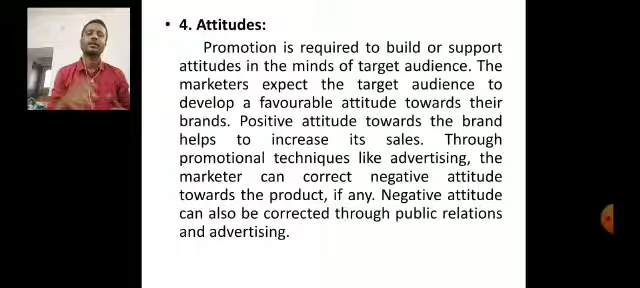 • 4. Attitudes:
Promotion is required to build or support
attitudes in the minds of target audience. The
marketers expect the target audience to
develop a favourable attitude towards their
brands. Positive attitude towards the brand
helps to increase its sales. Through
promotional techniques like advertising, the
marketer can correct negative attitude
towards the product, if any. Negative attitude
can also be corrected through public relations
and advertising.